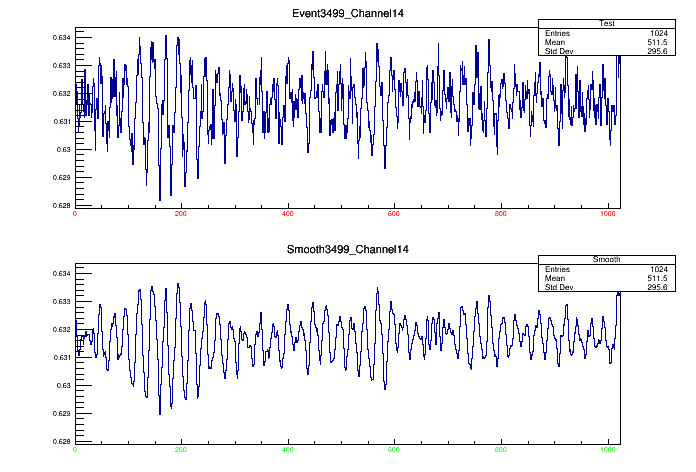 Event3499_Channel14
Test
Entries 1024
Mean 511.5
Std Dev 295.6
0.634
0.633
0.632
0.631
0.63
0.629
0.628
0 200 400 600 800 1000
Smooth3499_Channel14
Smooth
Entries 1024
Mean 511.5
Std Dev 295.6
0.634
0.633
0.632
0.631
0.63
0.629
0.628
0 200 400 600 800 1000